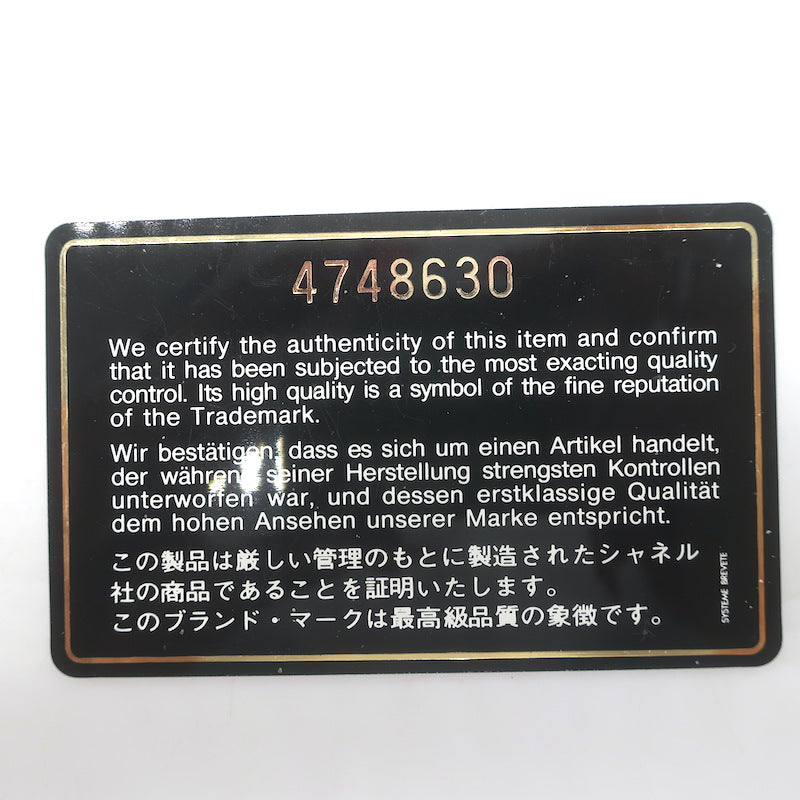 4748630
We certify the authenticity of this item and confirm
that it has been subjected to the most exacting quality
control. Its high quality is a symbol of the fine reputation
of the Trademark.
Wir bestätigen, dass es sich um einen Artikel handelt,
der während seiner Herstellung strengsten Kontrollen
unterworfen war, und dessen erstklassige Qualität
dem hohen Ansehen unserer Marke entspricht.
この製品は厳しい管理のもとに製造されたシャネル
社の商品であることを証明いたします。
このブランド・マークは最高級品質の象徴です。
SYSTEME BREVETE